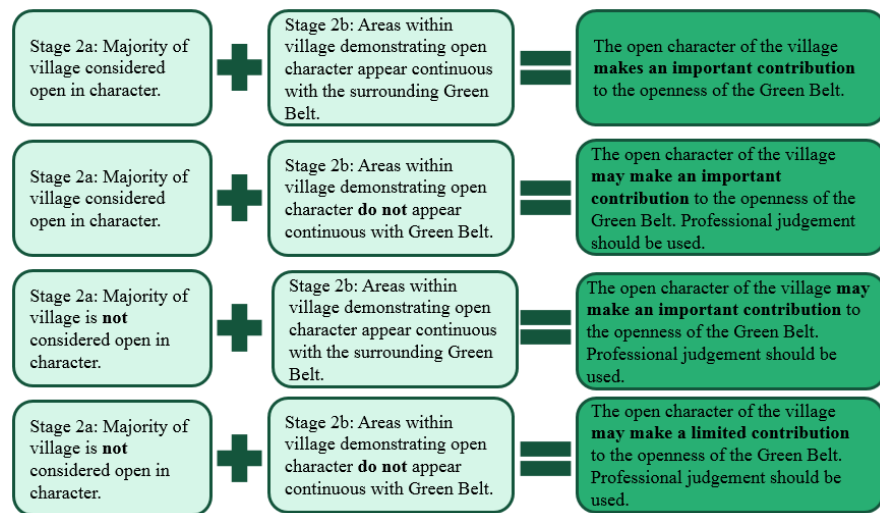 Stage 2a: Majority of
village considered
open in character.
Stage 2b: Areas within
village demonstrating open
character appear continuous
with the surrounding Green
Belt.
The open character of the village
makes an important contribution
to the openness of the Green Belt.
Stage 2a: Majority of
village considered
open in character.
Stage 2b: Areas within
village demonstrating open
character do not appear
continuous with Green Belt.
The open character of the village
may make an important
contribution to the openness of the
Green Belt. Professional judgement
should be used.
Stage 2a: Majority of
village is not
considered open in
character.
Stage 2b: Areas within
village demonstrating open
character appear continuous
with the surrounding Green
Belt.
The open character of the village may
make an important contribution to
the openness of the Green Belt.
Professional judgement should be
used.
Stage 2a: Majority of
village is not
considered open in
character.
Stage 2b: Areas within
village demonstrating open
character do not appear
continuous with Green Belt.
The open character of the village
may make a limited contribution
to the openness of the Green Belt.
Professional judgement should be
used.